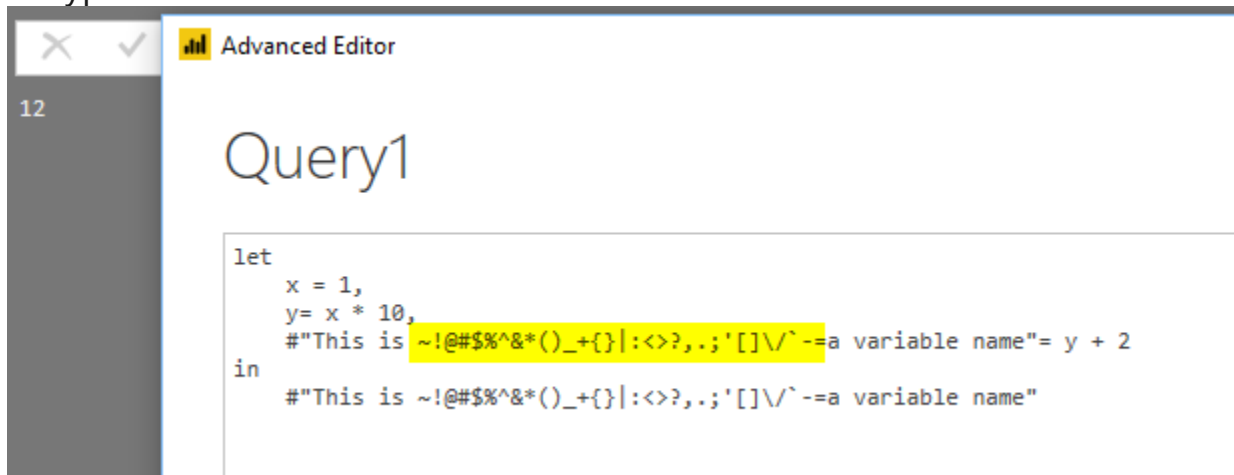 Advanced Editor
12
Query1
let
x = 1,
y= x * 10,
#"This is ~!@#$%^&*()_+{}|:<>?,.;'[]\/`-=a variable name"= y + 2
in
#"This is ~!@#$%^&*()_+{}|:<>?,.;'[]\/`-=a variable name"